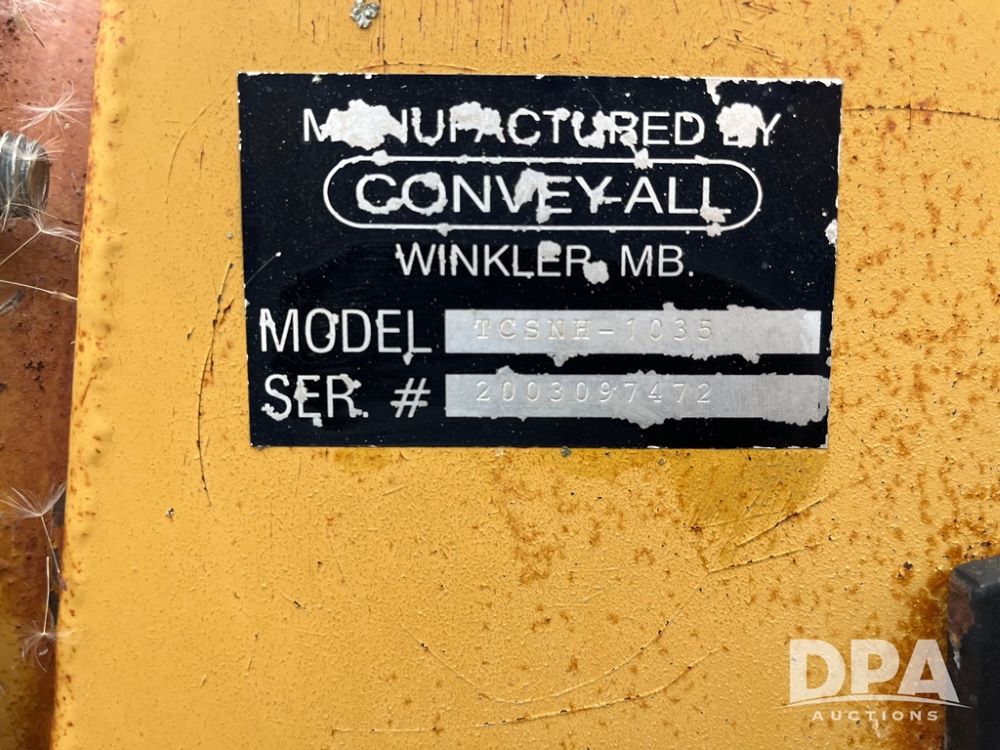 MANUFACTURED BY
CONVEY-ALL
WINKLER, MB.
MODEL TCSNH-1035
SER. # 2003097472
DPA
AUCTIONS